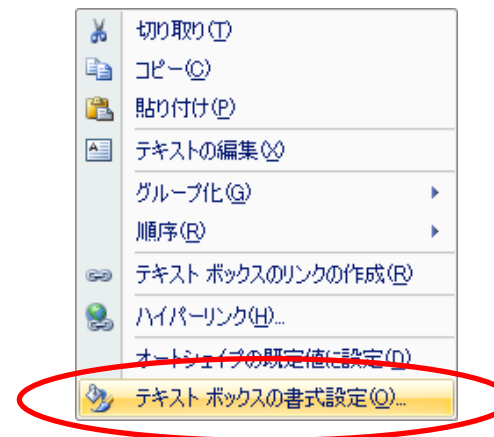 切り取り(T)
コピー(C)
貼り付け(P)
テキストの編集(X)
グループ化(G)
順序(R)
テキスト ボックスのリンクの作成(R)
ハイパーリンク(H)...
オートシェイプの既定値に設定(D)
テキスト ボックスの書式設定(O)...